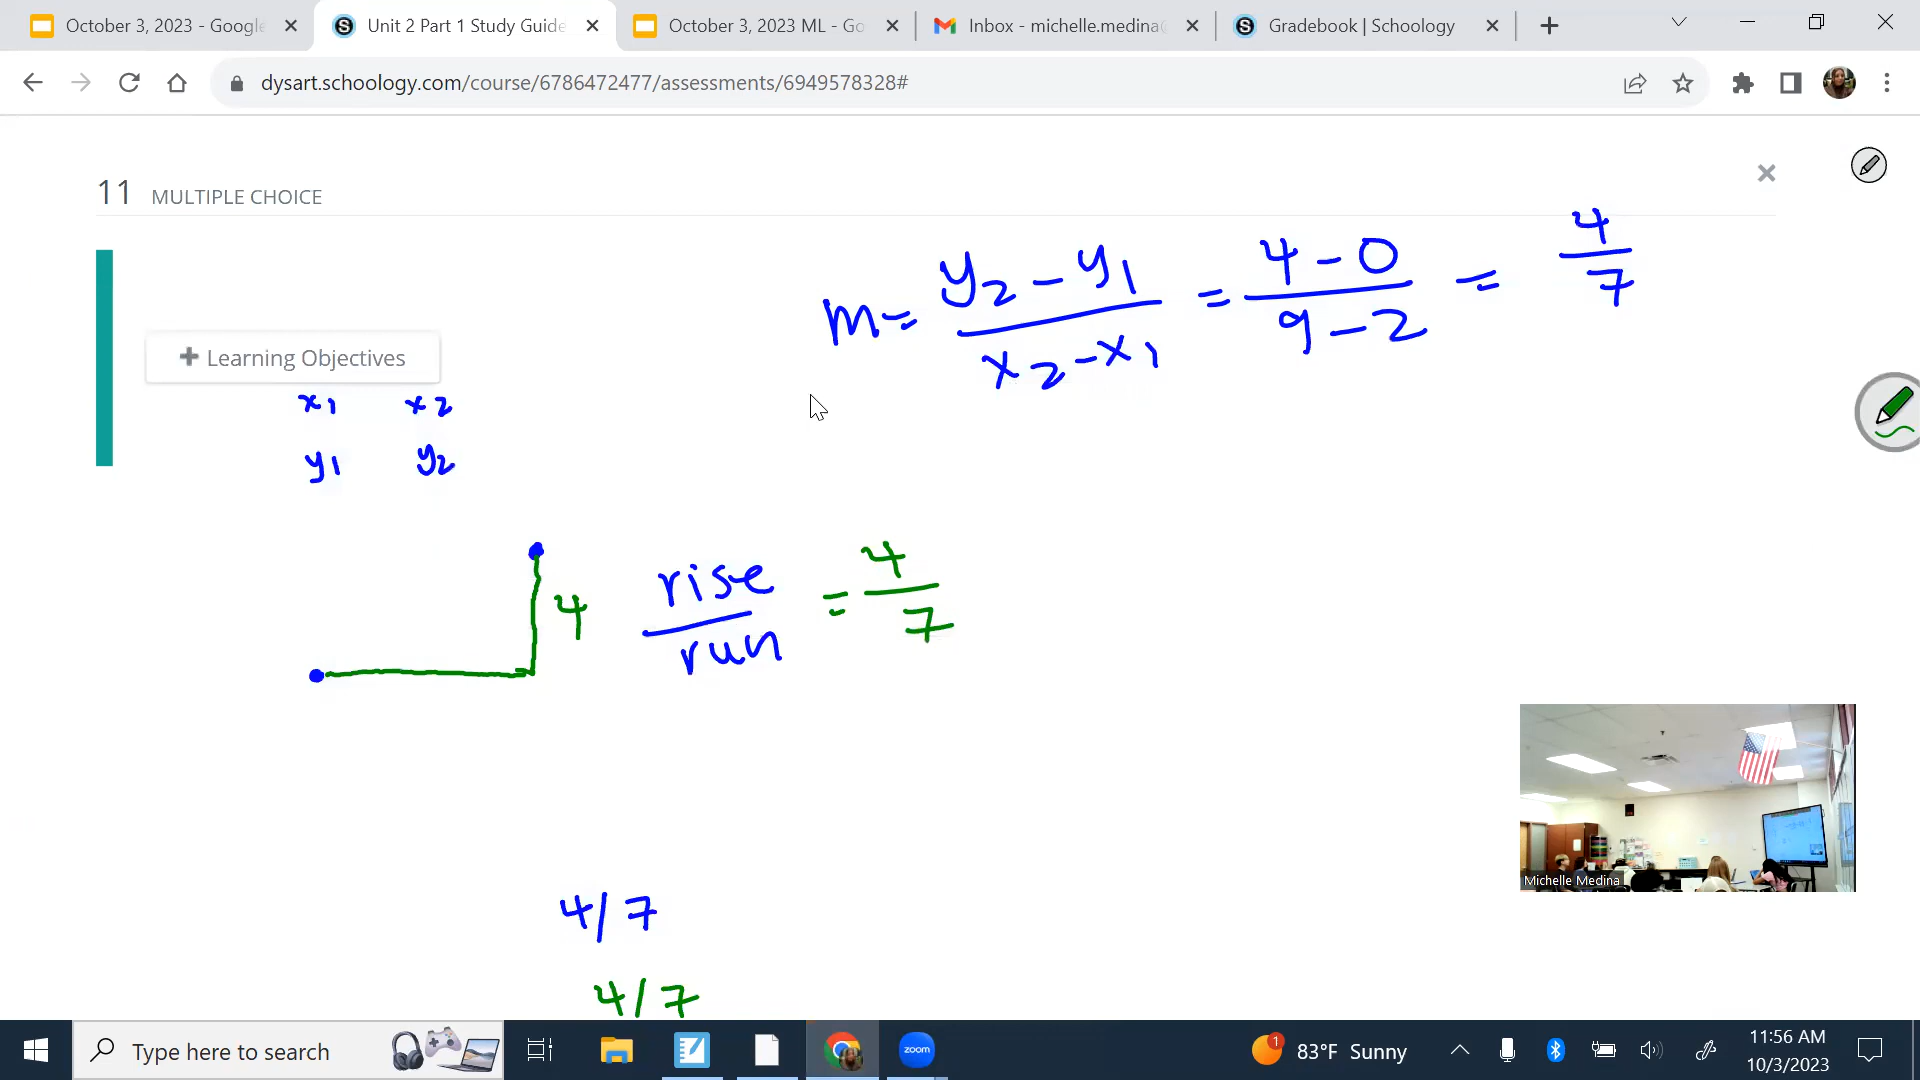 October 3, 2023 - Google
Unit 2 Part 1 Study Guide
October 3, 2023 ML - Go
Inbox - michelle.medina@
Gradebook | Schoology
dysart.schoology.com/course/6786472477/assessments/6949578328#
11 MULTIPLE CHOICE
m = y2 - y1 / x2 - x1 = 4 - 0 / 9 - 2 = 4 / 7
+ Learning Objectives
x1 x2
y1 y2
4
rise / run = 4 / 7
4/7
4/7
Michelle Medina
Type here to search
zoom
1
83°F Sunny
11:56 AM
10/3/2023